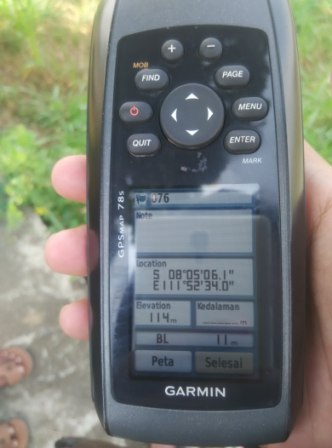 + −
MOB
FIND PAGE
MENU
QUIT ENTER
MARK
GPSMAP 78s
076
Note
Location
S 08°05'06.1"
E111°52'34.0"
Elevation Kedalaman
114m m
BL 11m
Peta Selesai
GARMIN